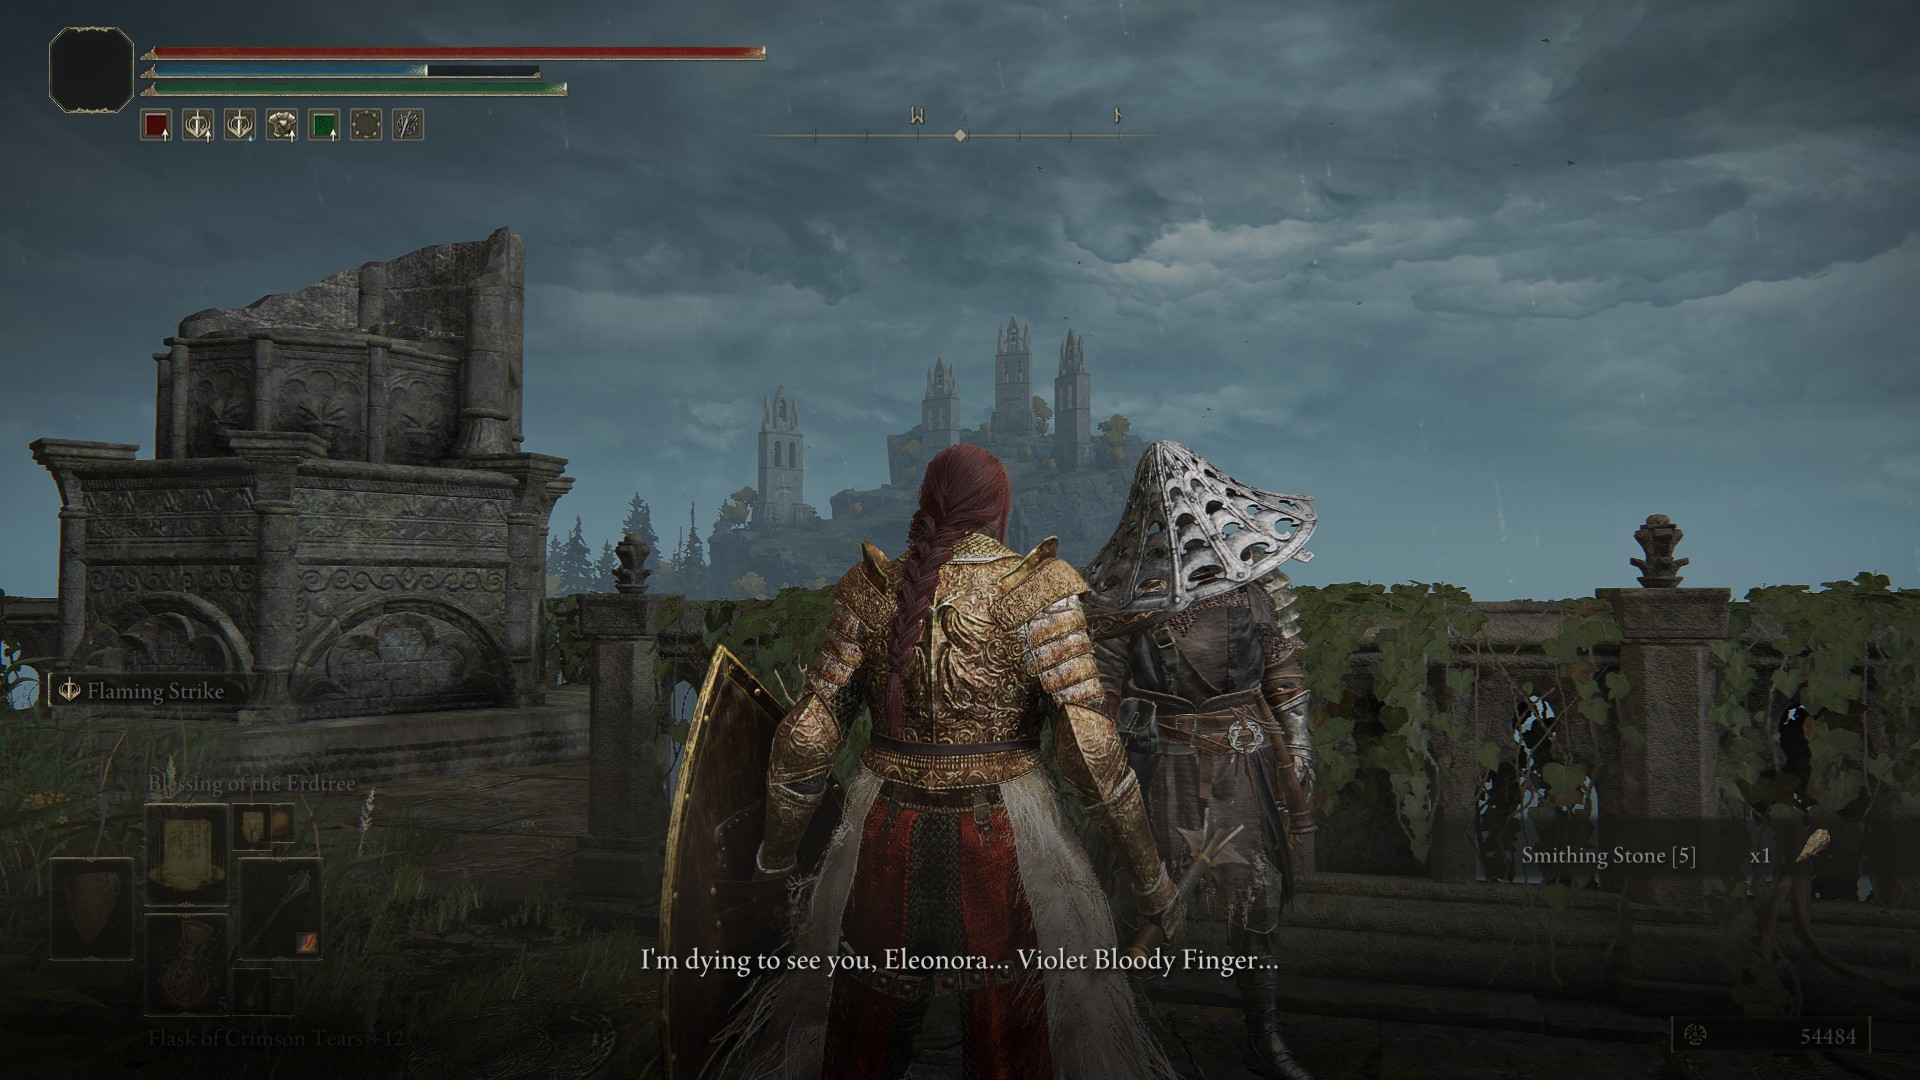 W
N
Flaming Strike
Blessing of the Erdtree
5
Flask of Crimson Tears +12
Smithing Stone [5] x1
I'm dying to see you, Eleonora... Violet Bloody Finger...
54484